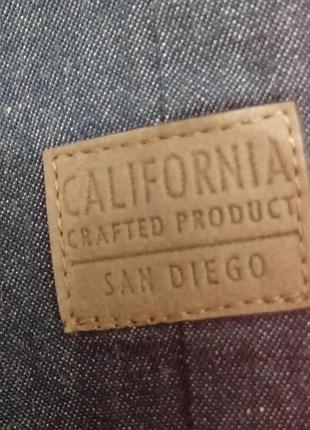 CALIFORNIA
CRAFTED PRODUCT
SAN DIEGO